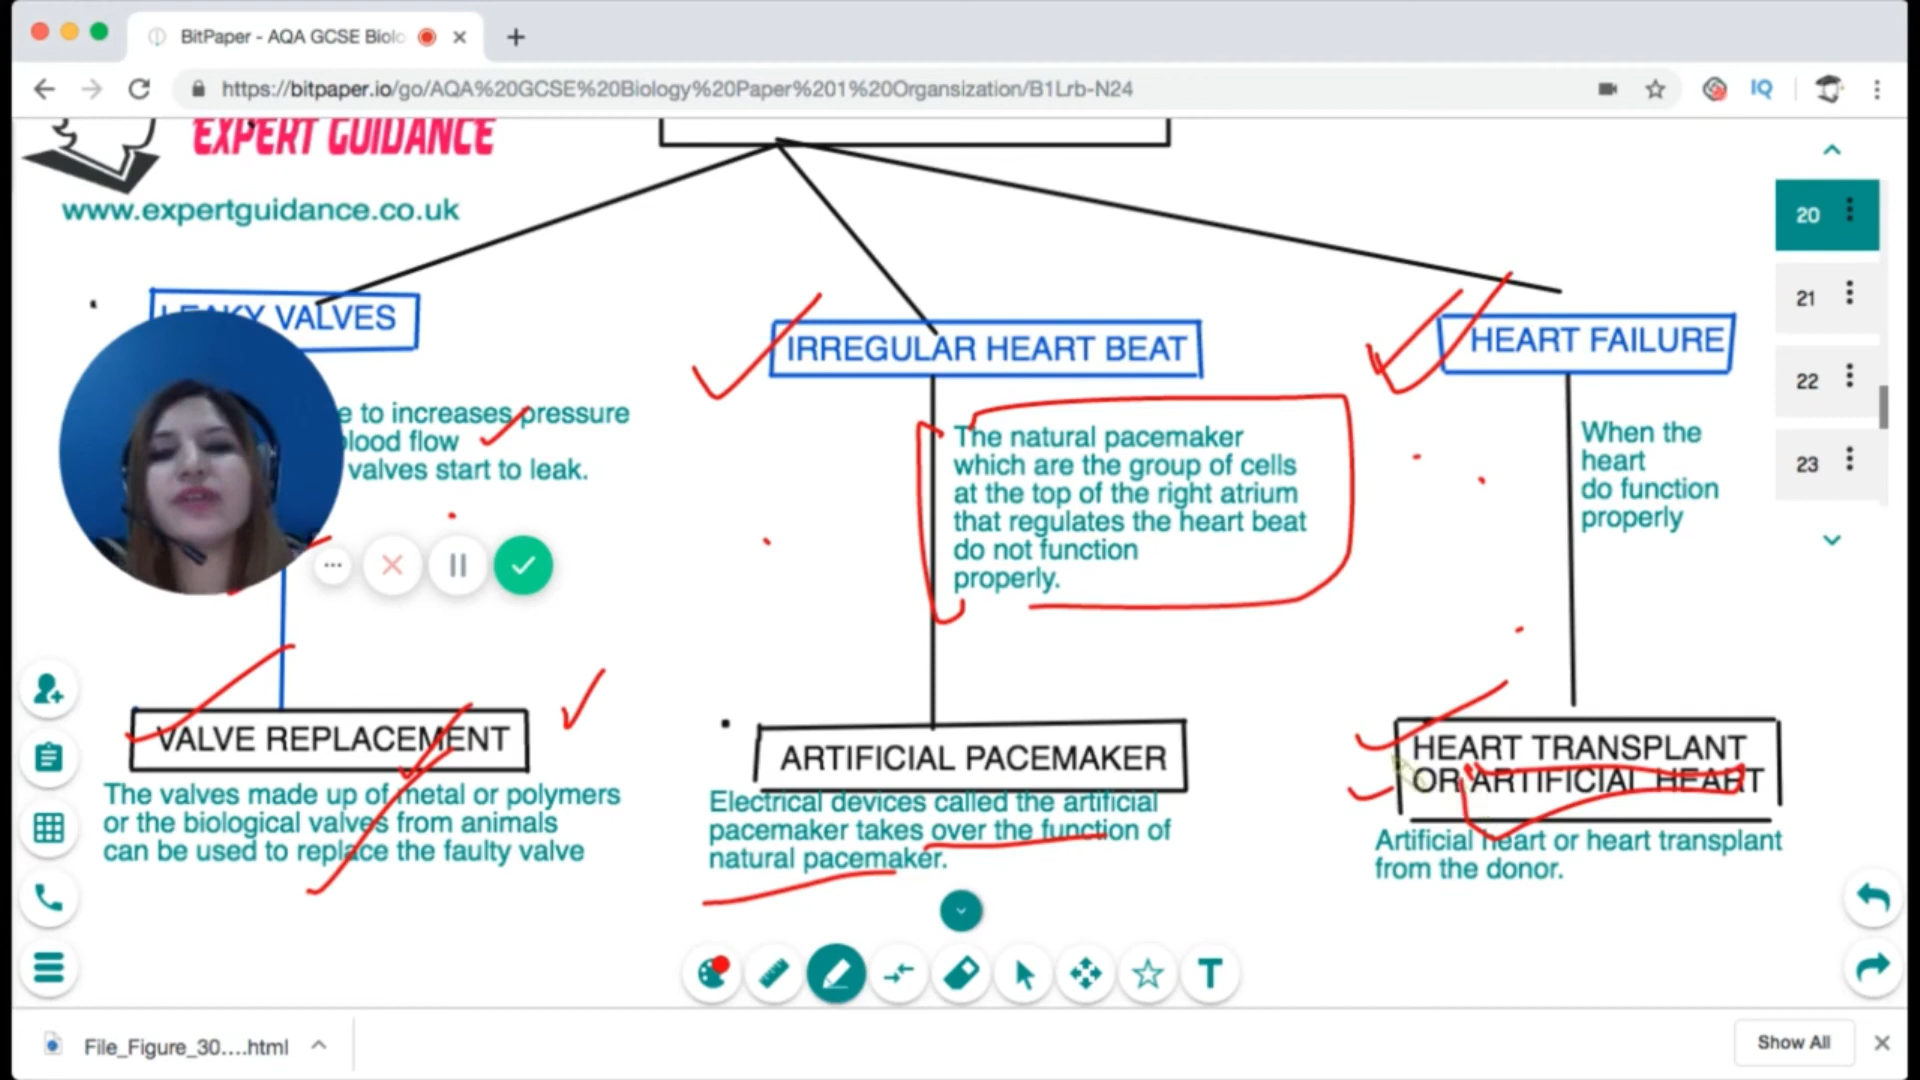 BitPaper - AQA GCSE Biolo
https://bitpaper.io/go/AQA%20GCSE%20Biology%20Paper%201%20Organsization/B1Lrb-N24
IQ
EXPERT GUIDANCE
www.expertguidance.co.uk
LEAKY VALVES
e to increases pressure
blood flow
valves start to leak.
VALVE REPLACEMENT
The valves made up of metal or polymers
or the biological valves from animals
can be used to replace the faulty valve
IRREGULAR HEART BEAT
The natural pacemaker
which are the group of cells
at the top of the right atrium
that regulates the heart beat
do not function
properly.
ARTIFICIAL PACEMAKER
Electrical devices called the artificial
pacemaker takes over the function of
natural pacemaker.
HEART FAILURE
When the
heart
do function
properly
HEART TRANSPLANT
OR ARTIFICIAL HEART
Artificial heart or heart transplant
from the donor.
20
21
22
23
T
File_Figure_30....html
Show All